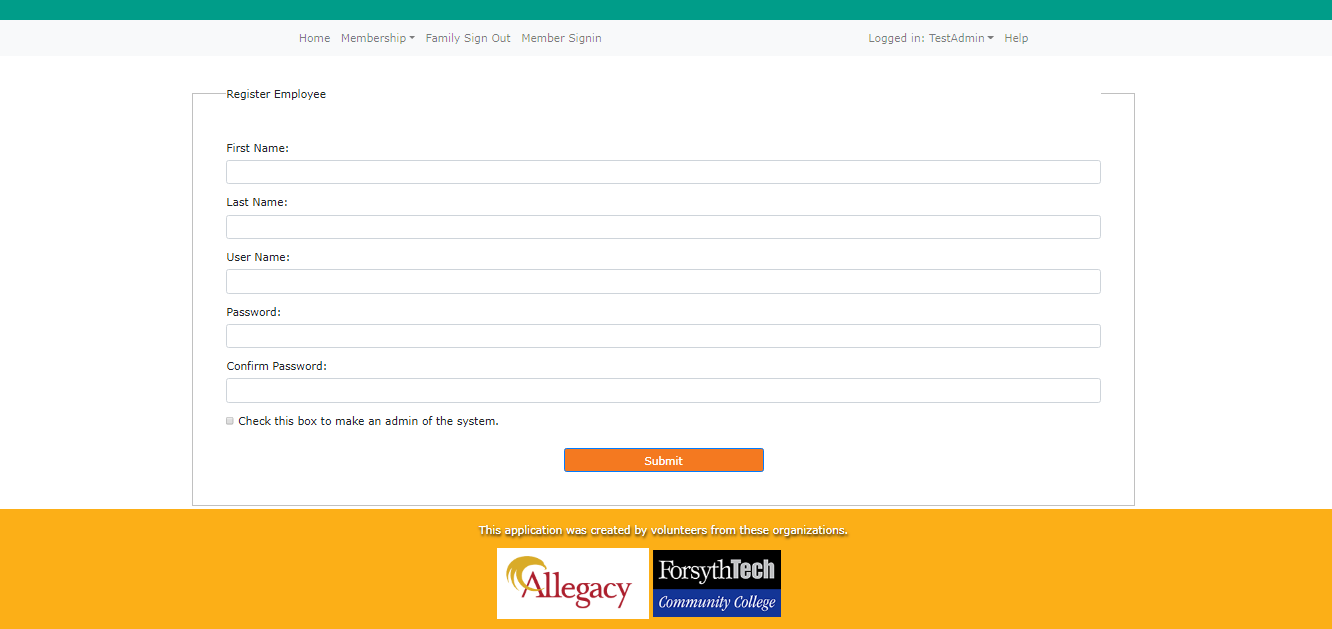 Home Membership Family Sign Out Member Signin Logged in: TestAdmin Help
Register Employee
First Name:
Last Name:
User Name:
Password:
Confirm Password:
Check this box to make an admin of the system.
Submit
This application was created by volunteers from these organizations.
Allegacy
ForsythTech
Community College